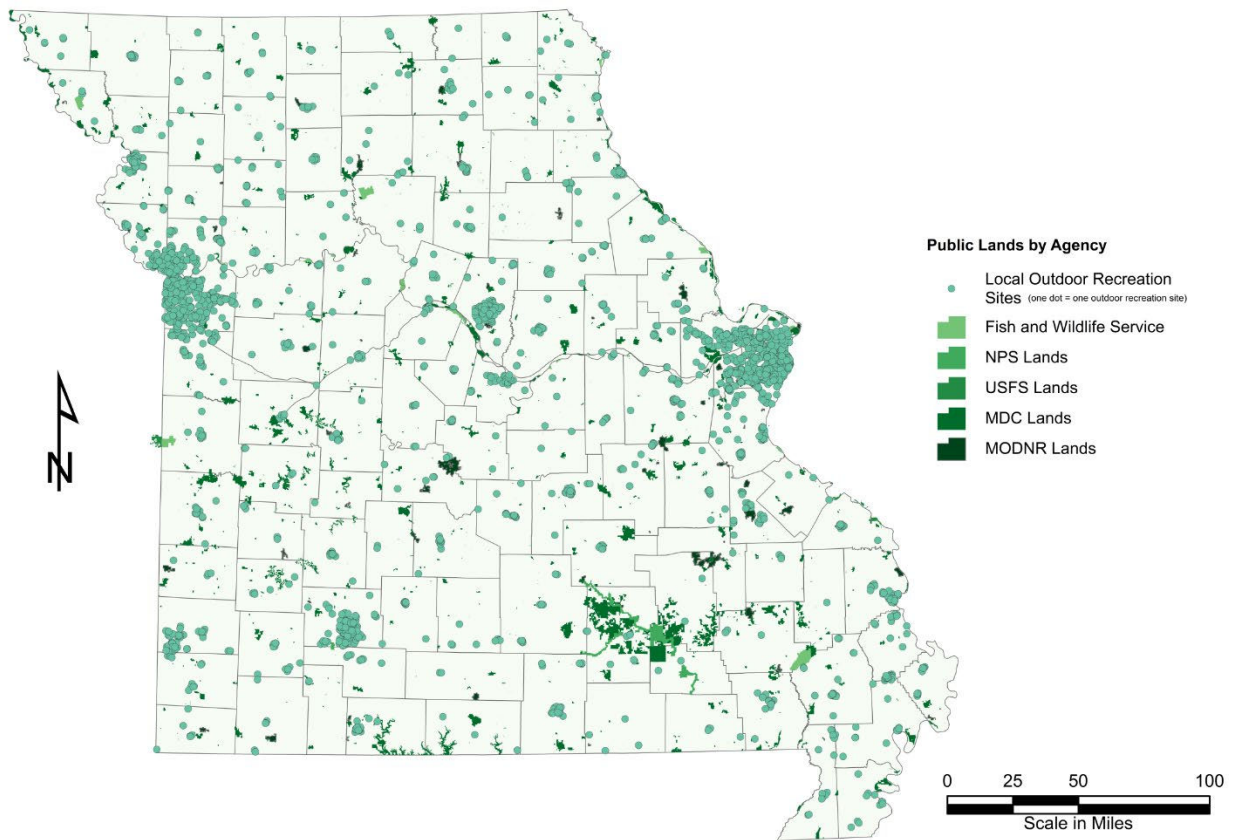 Public Lands by Agency
Local Outdoor Recreation
Sites (one dot = one outdoor recreation site)
Fish and Wildlife Service
NPS Lands
USFS Lands
MDC Lands
MODNR Lands
N
0 25 50 100
Scale in Miles